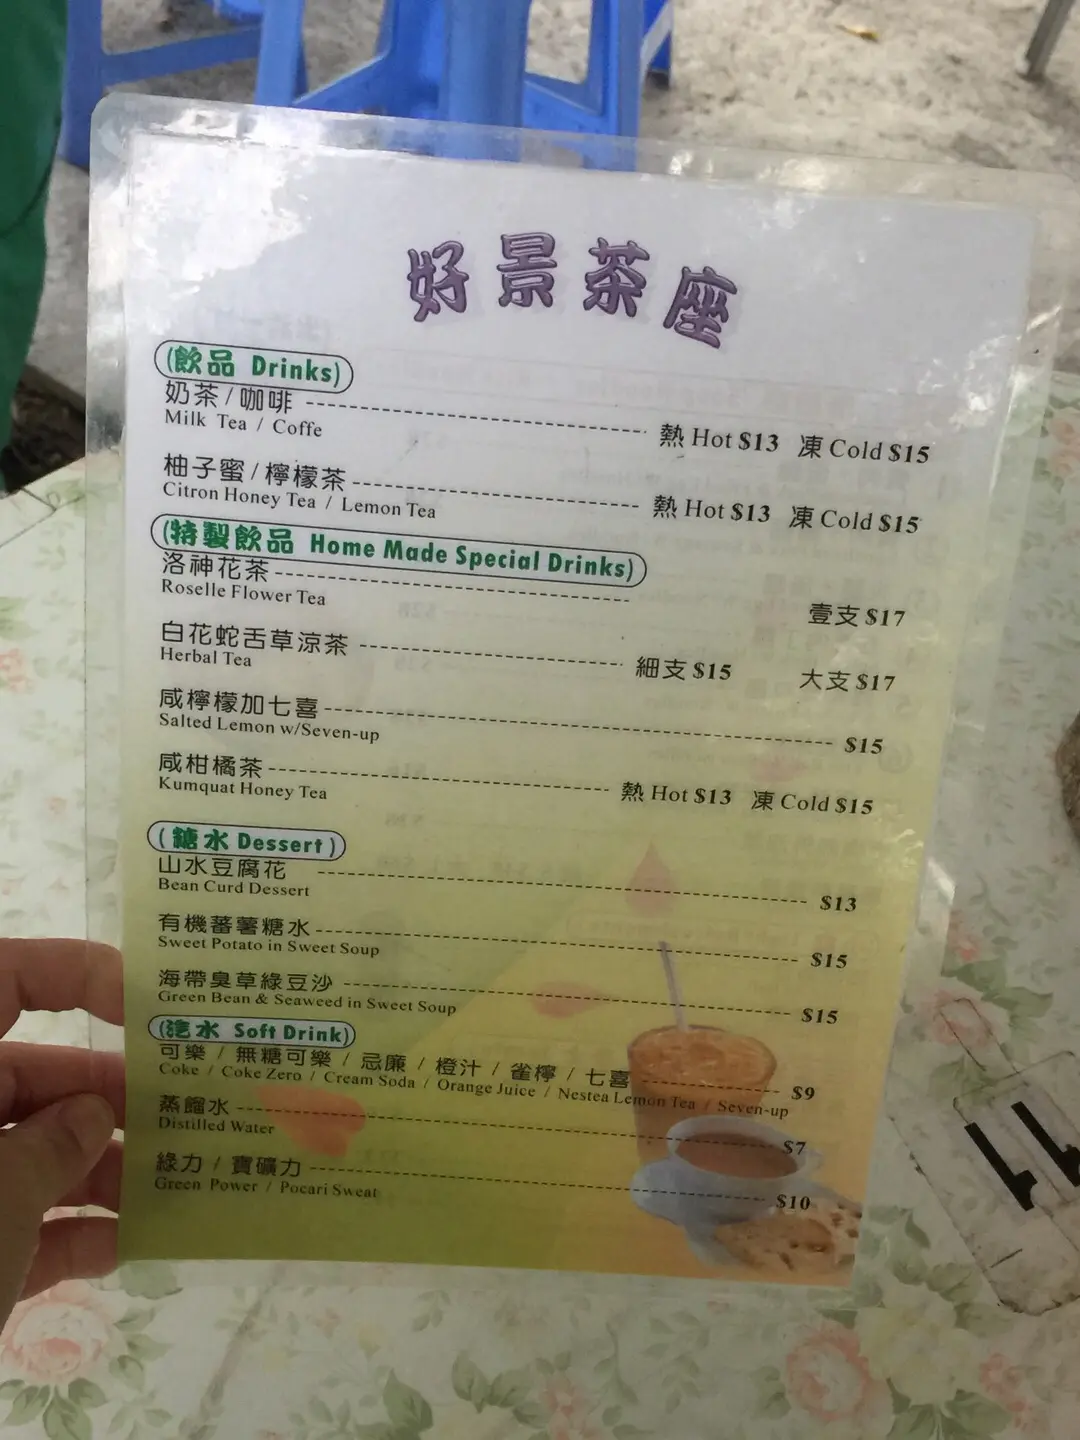 好景茶座
(飲品 Drinks)
奶茶/咖啡 熱 Hot $13 凍 Cold $15
Milk Tea / Coffe
柚子蜜/檸檬茶 熱 Hot $13 凍 Cold $15
Citron Honey Tea / Lemon Tea
(特製飲品 Home Made Special Drinks)
洛神花茶 壹支 $17
Roselle Flower Tea
白花蛇舌草涼茶 細支 $15 大支 $17
Herbal Tea
咸檸檬加七喜 $15
Salted Lemon w/Seven-up
咸柑橘茶 熱 Hot $13 凍 Cold $15
Kumquat Honey Tea
(糖水 Dessert)
山水豆腐花 $13
Bean Curd Dessert
有機蕃薯糖水 $15
Sweet Potato in Sweet Soup
海帶臭草綠豆沙 $15
Green Bean & Seaweed in Sweet Soup
(汽水 Soft Drink)
可樂 / 無糖可樂 / 忌廉 / 橙汁 / 雀檸 / 七喜 $9
Coke / Coke Zero / Cream Soda / Orange Juice / Nestea Lemon Tea / Seven-up
蒸餾水 $7
Distilled Water
綠力 / 寶礦力 $10
Green Power / Pocari Sweat
11